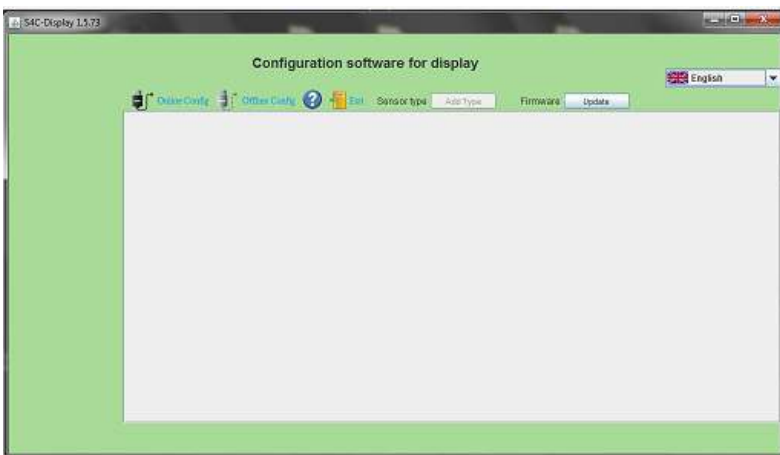 S4C-Display 1.5.73
Configuration software for display
English
Online Config Offline Config ? Exit Sensor type Add Type Firmware Update